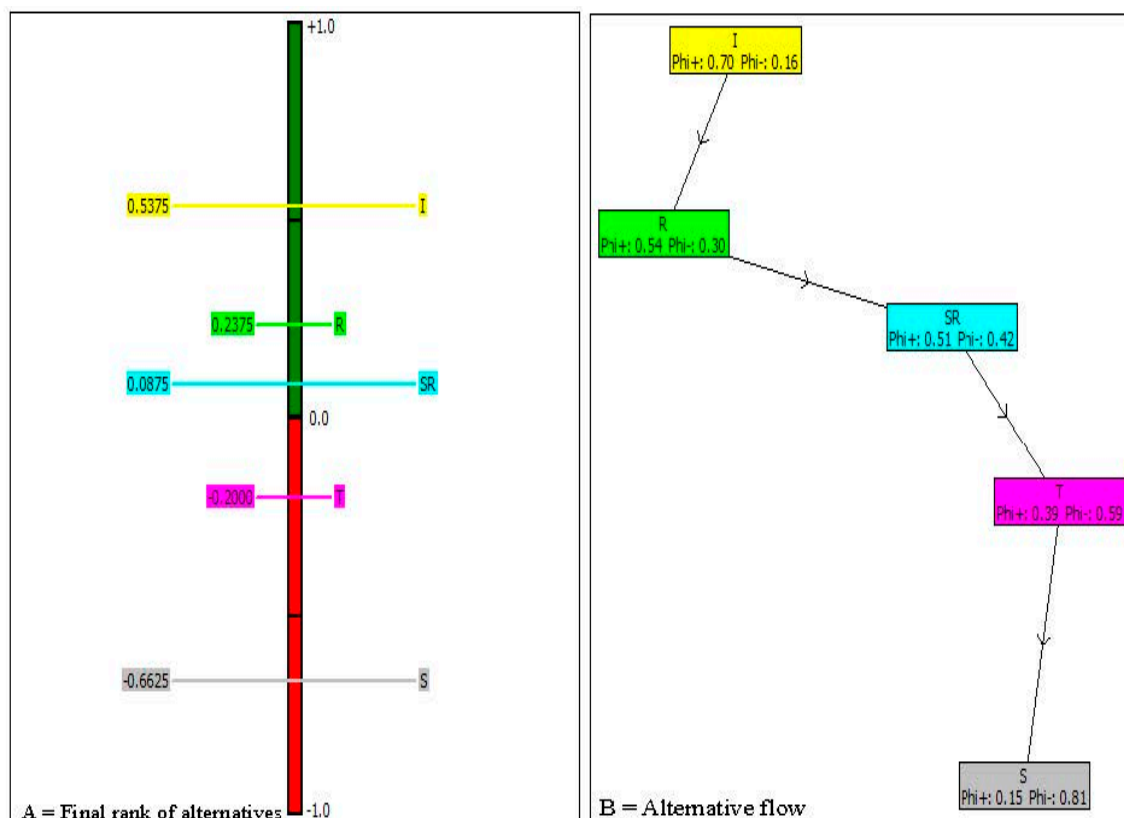 +1.0
0.5375 I
0.2375 R
0.0875 SR
0.0
-0.2000 T
-0.6625 S
-1.0
A = Final rank of alternatives
I
Phi+: 0.70 Phi-: 0.16
R
Phi+: 0.54 Phi-: 0.30
SR
Phi+: 0.51 Phi-: 0.42
T
Phi+: 0.39 Phi-: 0.59
S
Phi+: 0.15 Phi-: 0.81
B = Alternative flow